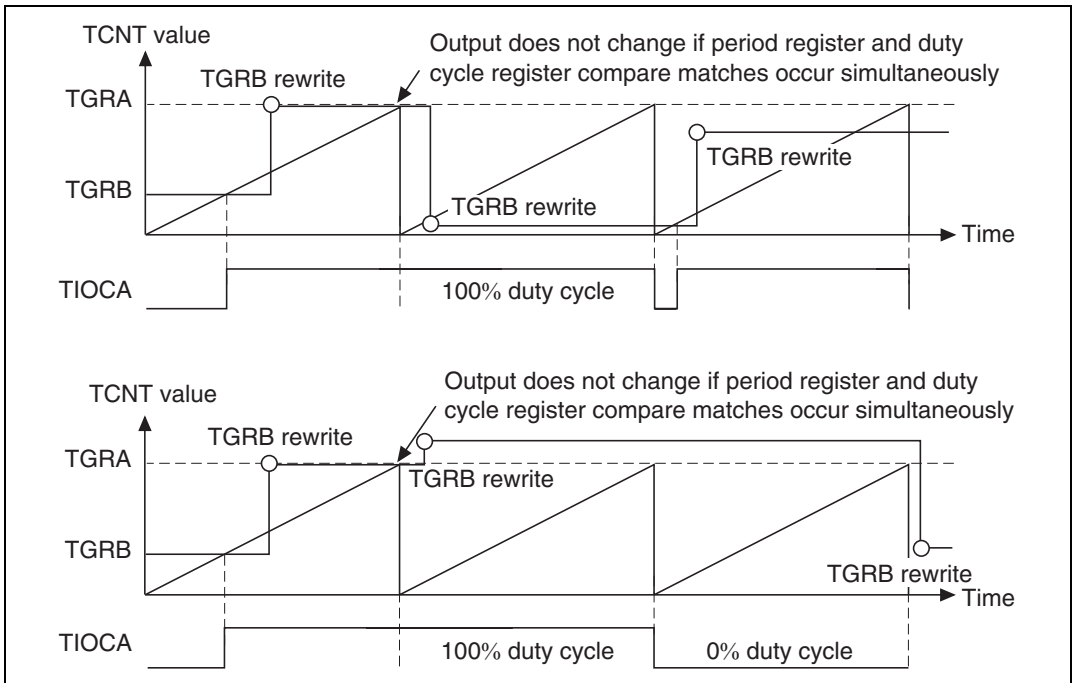 TCNT value
Output does not change if period register and duty
cycle register compare matches occur simultaneously
TGRB rewrite
TGRA
TGRB rewrite
TGRB
TGRB rewrite
Time
TIOCA
100% duty cycle
Output does not change if period register and duty
cycle register compare matches occur simultaneously
TCNT value
TGRB rewrite
TGRA
TGRB rewrite
TGRB
TGRB rewrite
Time
TIOCA
100% duty cycle
0% duty cycle